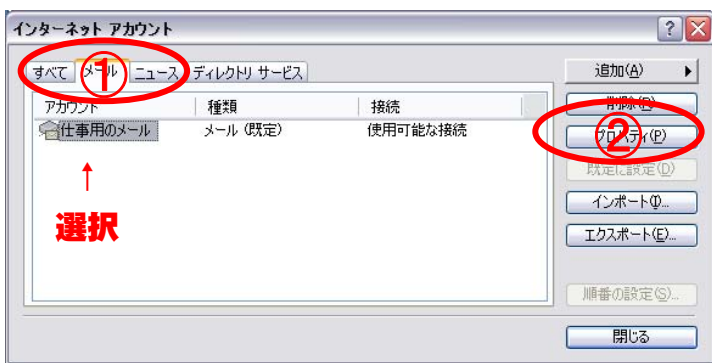 インターネット アカウント
すべて
メール
ニュース
ディレクトリ サービス
①
アカウント
種類
接続
仕事用のメール
メール (既定)
使用可能な接続
↑
選択
追加(A)
削除(R)
プロパティ(P)
②
既定に設定(D)
インポート(I)...
エクスポート(E)...
順番の設定(S)...
閉じる